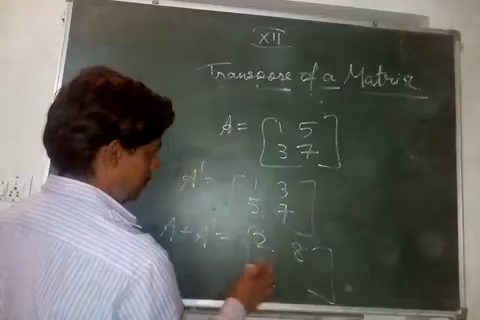 XII
Transpose of a Matrix
A = [ 1 5
3 7 ]
A' = [ 1 3
5 7 ]
A + A' = [ 2 8 ]